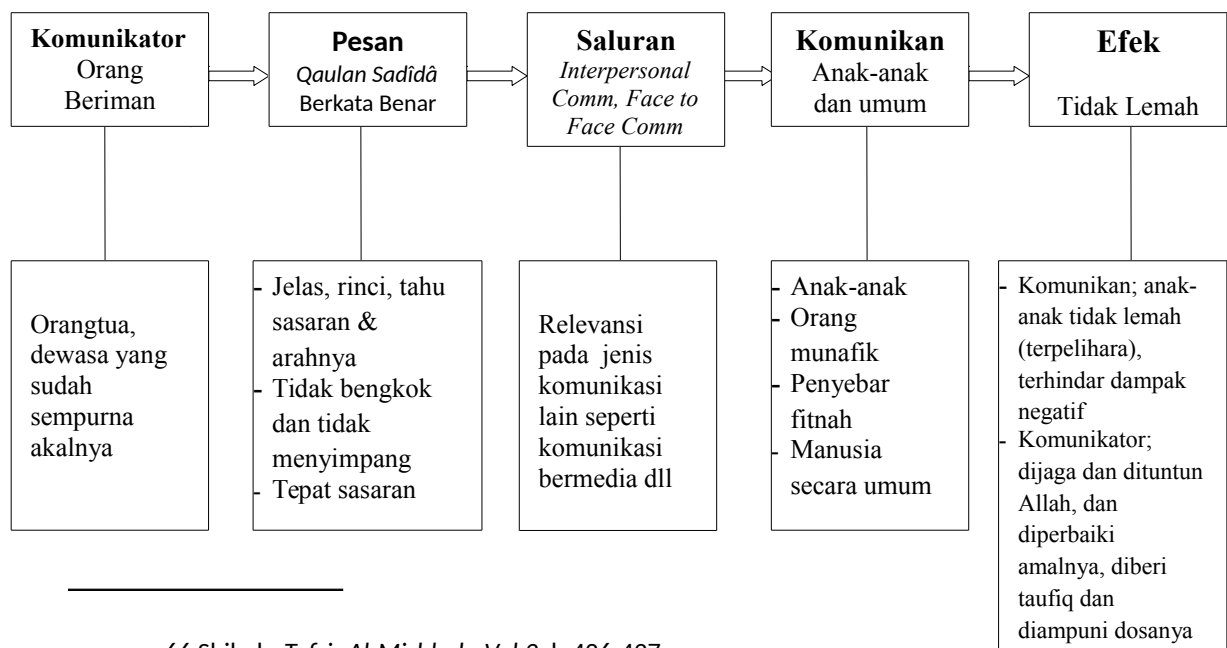 Komunikator
Orang
Beriman
Pesan
Qaulan Sadîdâ
Berkata Benar
Saluran
Interpersonal
Comm, Face to
Face Comm
Komunikan
Anak-anak
dan umum
Efek
Tidak Lemah
Orangtua,
dewasa yang
sudah
sempurna
akalnya
- Jelas, rinci, tahu
sasaran &
arahnya
- Tidak bengkok
dan tidak
menyimpang
- Tepat sasaran
Relevansi
pada jenis
komunikasi
lain seperti
komunikasi
bermedia dll
- Anak-anak
- Orang
munafik
- Penyebar
fitnah
- Manusia
secara umum
- Komunikan; anak-
anak tidak lemah
(terpelihara),
terhindar dampak
negatif
- Komunikator;
dijaga dan dituntun
Allah, dan
diperbaiki
amalnya, diberi
taufiq dan
diampuni dosanya